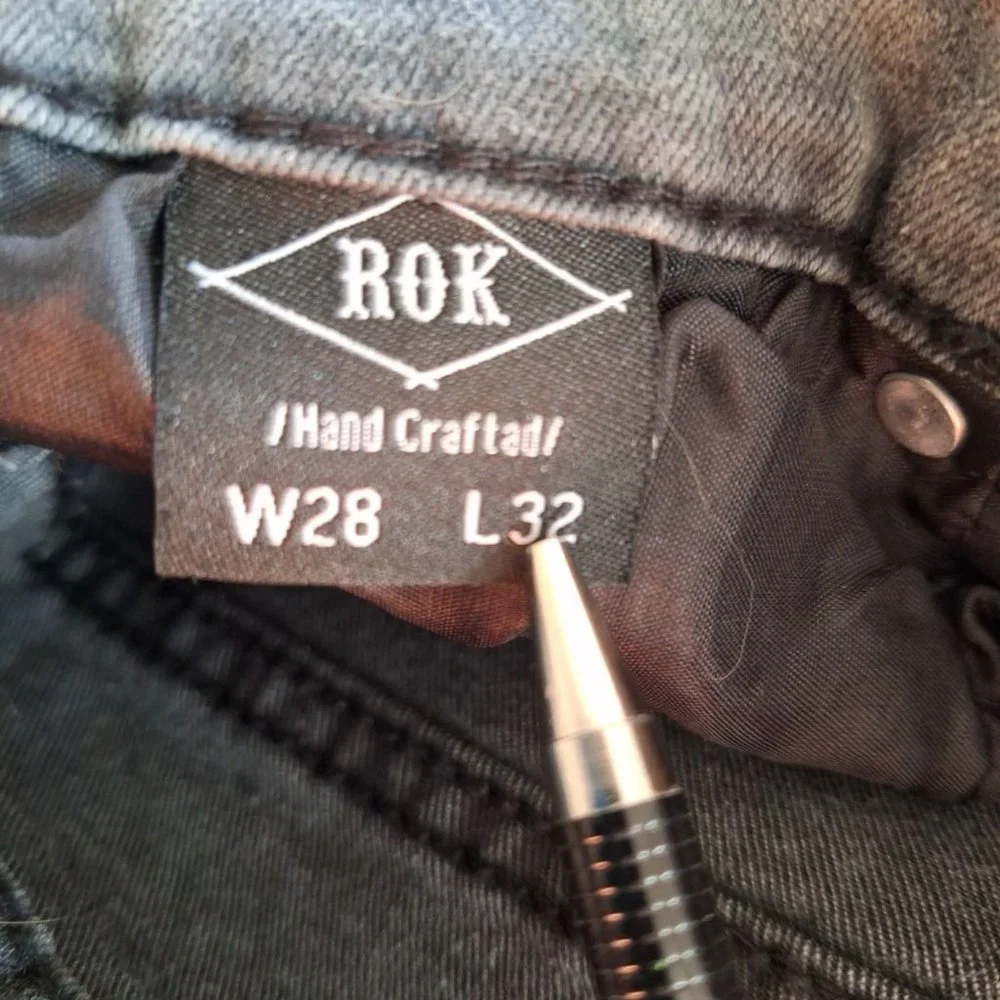 ROK
/Hand Craftad/
W28 L32